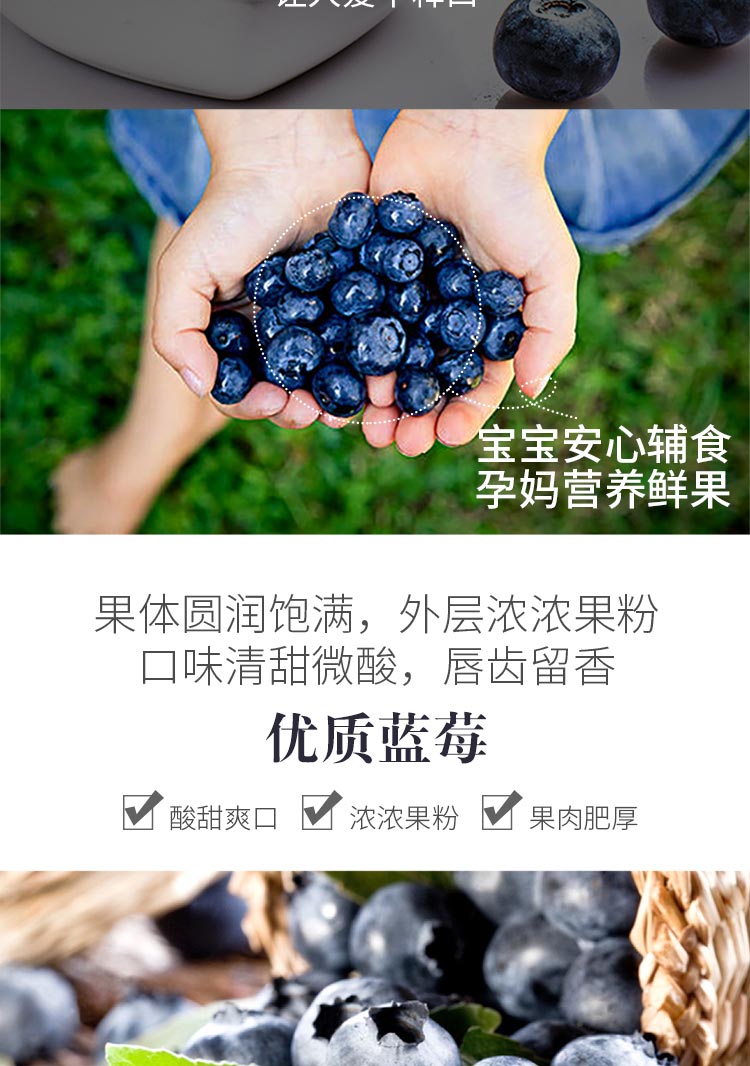 宝宝安心辅食
孕妈营养鲜果
果体圆润饱满，外层浓浓果粉
口味清甜微酸，唇齿留香
优质蓝莓
酸甜爽口 浓浓果粉 果肉肥厚